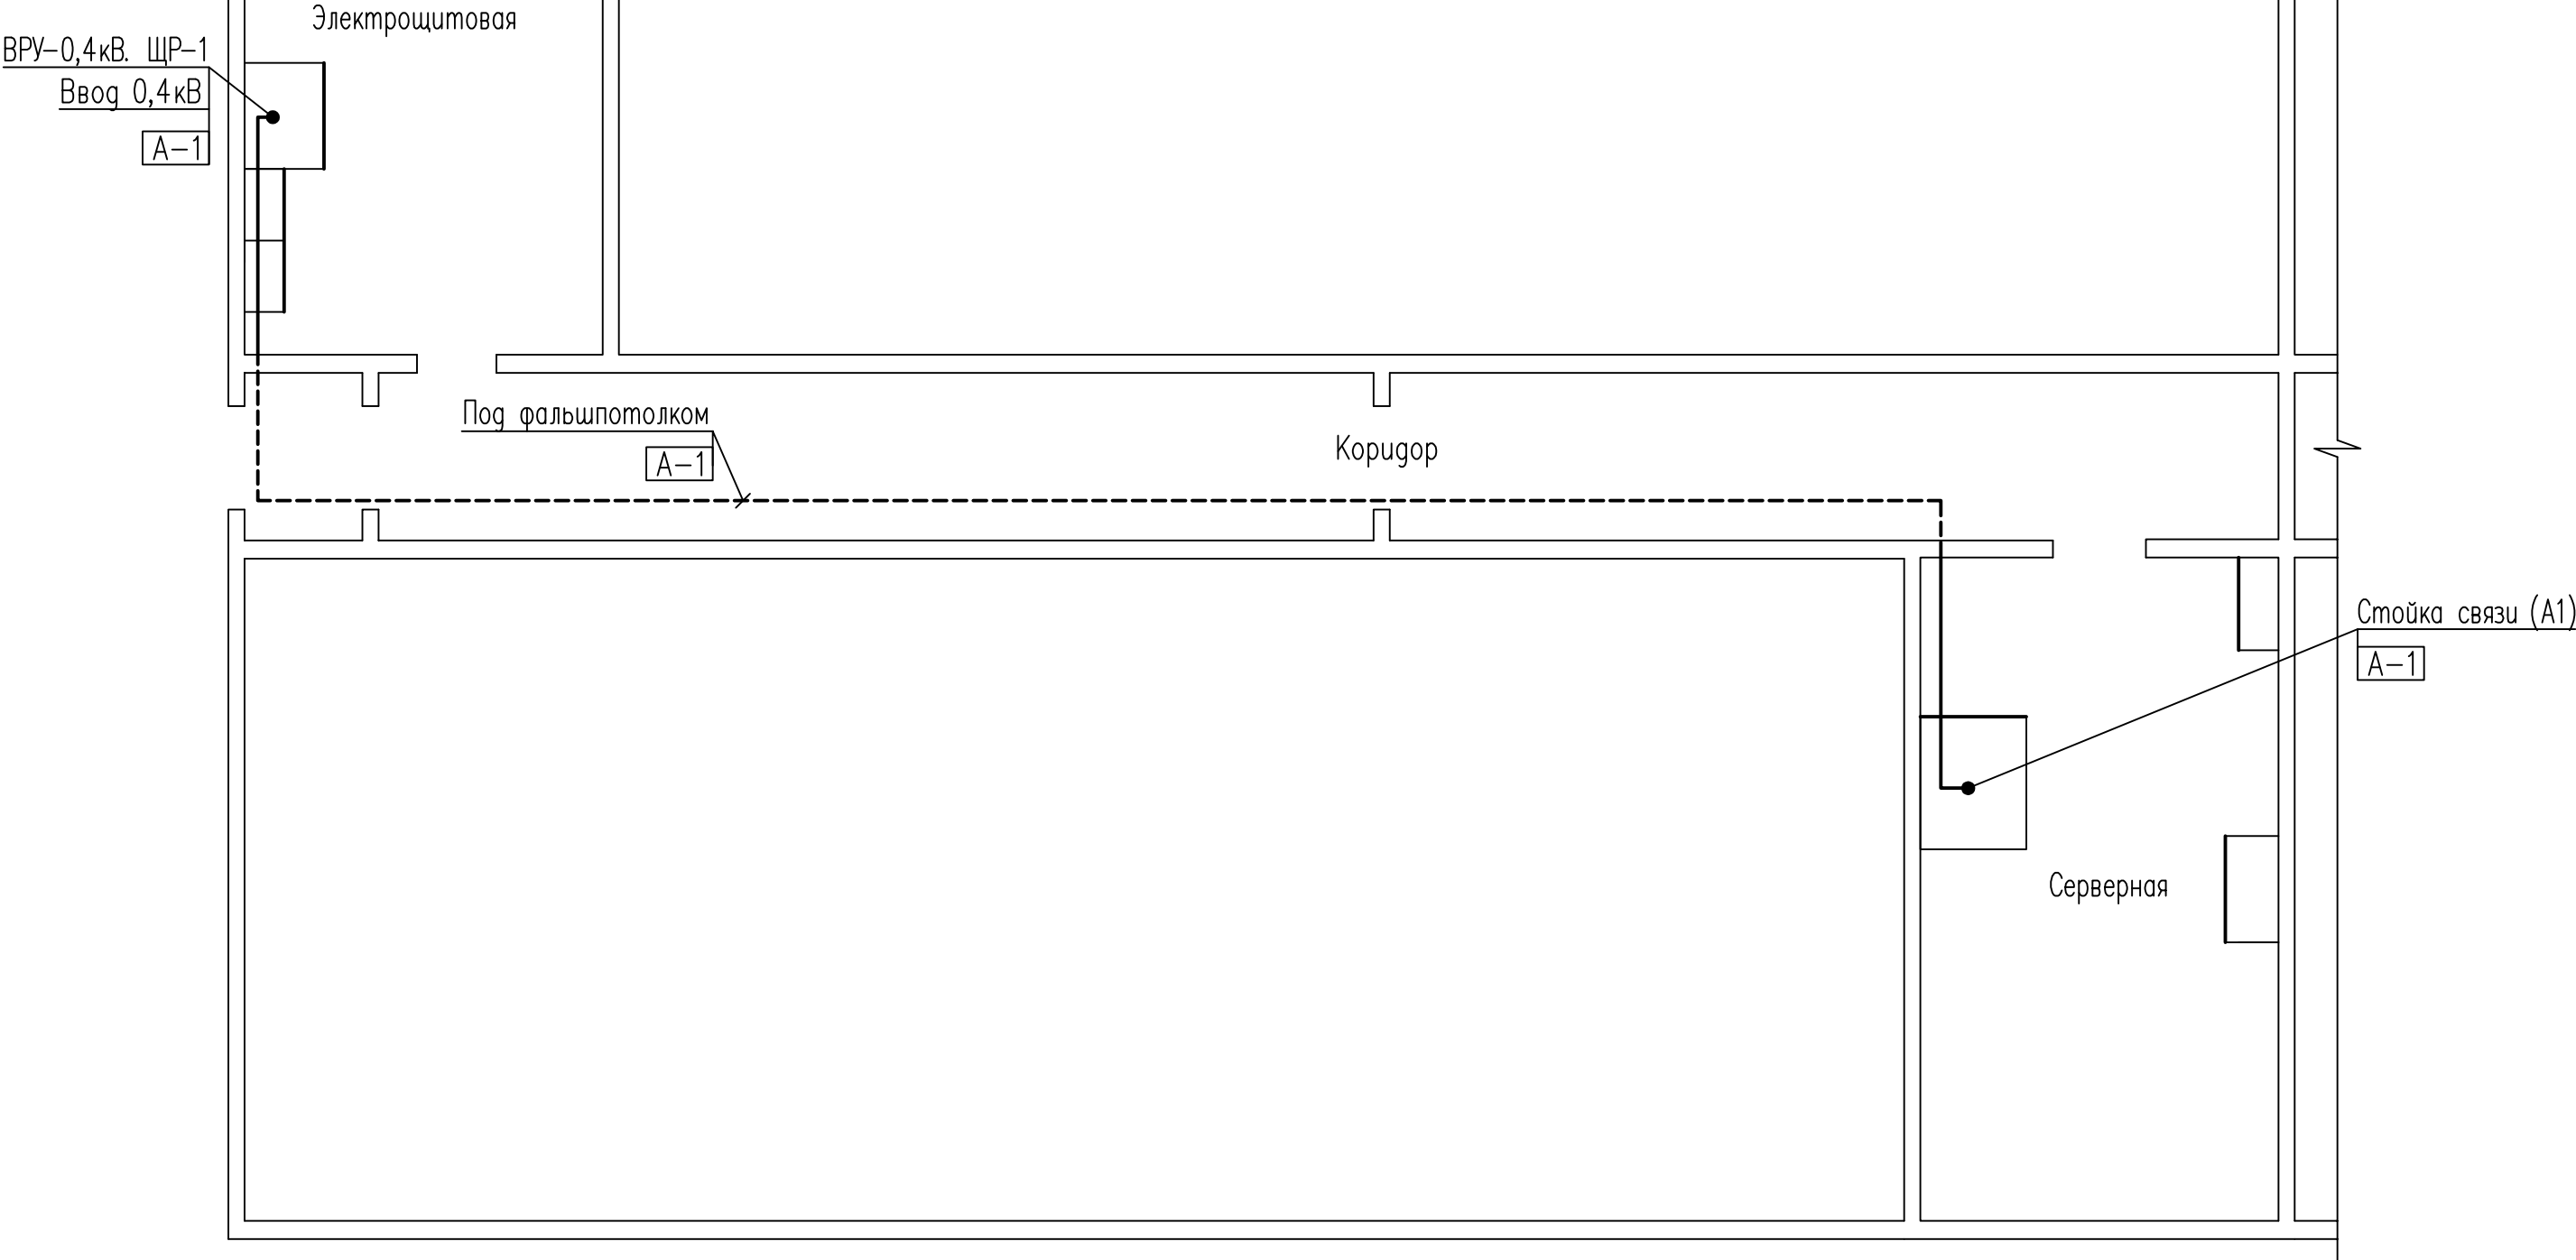 Электрощитовая
ВРУ-0,4кВ. ЩР-1
Ввод 0,4кВ
А-1
Под фальшпотолком
А-1
Коридор
Стойка связи (А1)
А-1
Серверная